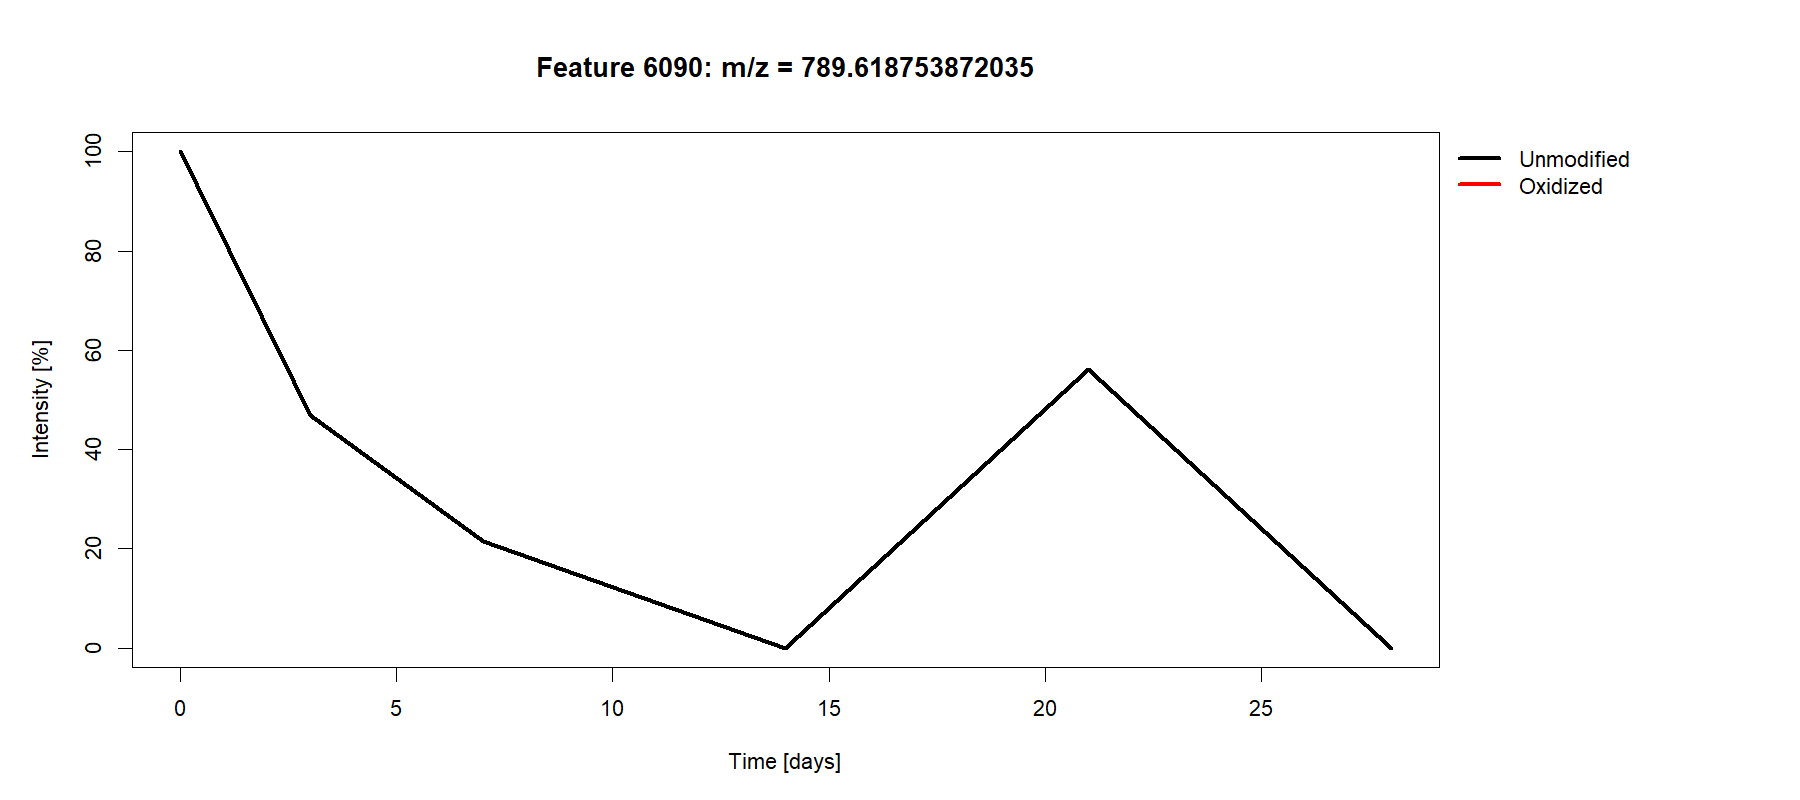 Feature 6090: m/z = 789.618753872035
Unmodified
Oxidized
Intensity [%]
100
80
60
40
20
0
0 5 10 15 20 25
Time [days]